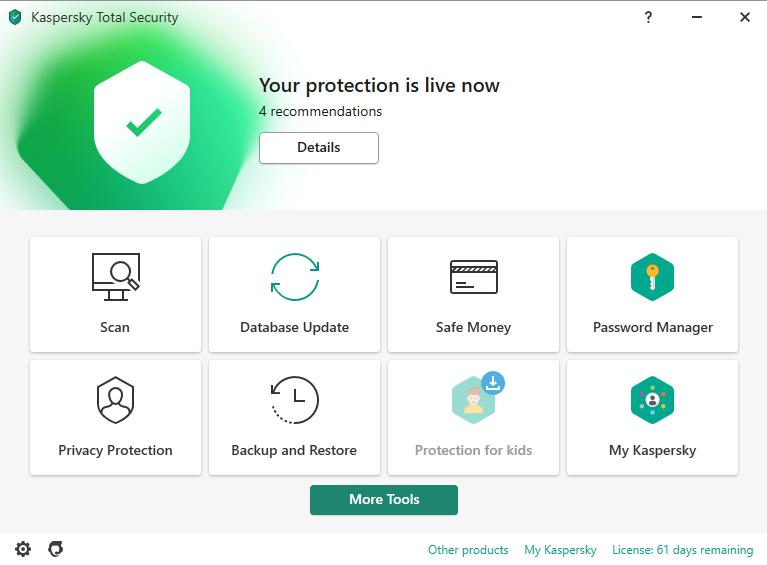 Kaspersky Total Security
?
Your protection is live now
4 recommendations
Details
Scan
Database Update
Safe Money
Password Manager
Privacy Protection
Backup and Restore
Protection for kids
My Kaspersky
More Tools
Other products
My Kaspersky
License: 61 days remaining